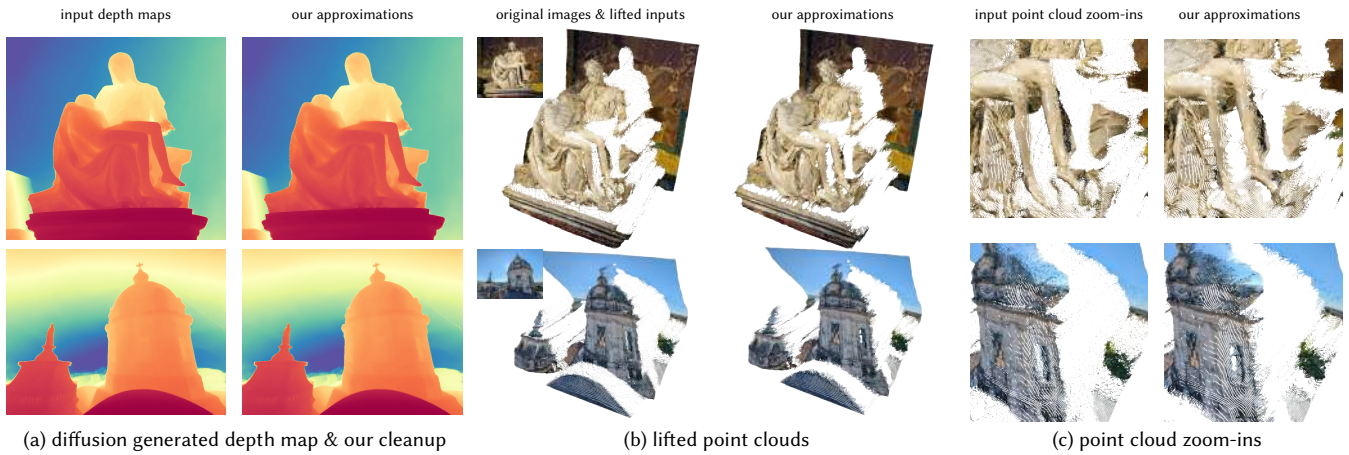 input depth maps
our approximations
original images & lifted inputs
our approximations
input point cloud zoom-ins
our approximations
(a) diffusion generated depth map & our cleanup
(b) lifted point clouds
(c) point cloud zoom-ins